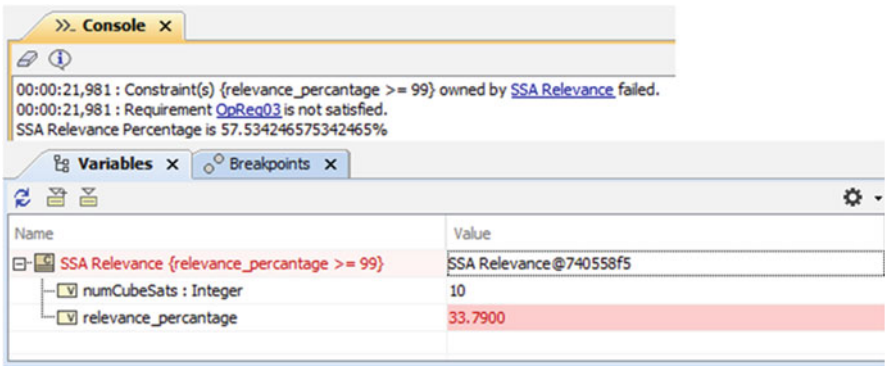 Console
00:00:21,981 : Constraint(s) {relevance_percantage >= 99} owned by SSA Relevance failed.
00:00:21,981 : Requirement OpReq03 is not satisfied.
SSA Relevance Percentage is 57.534246575342465%
Variables Breakpoints
Name Value
SSA Relevance {relevance_percantage >= 99} SSA Relevance@740558f5
numCubeSats : Integer 10
relevance_percantage 33.7900